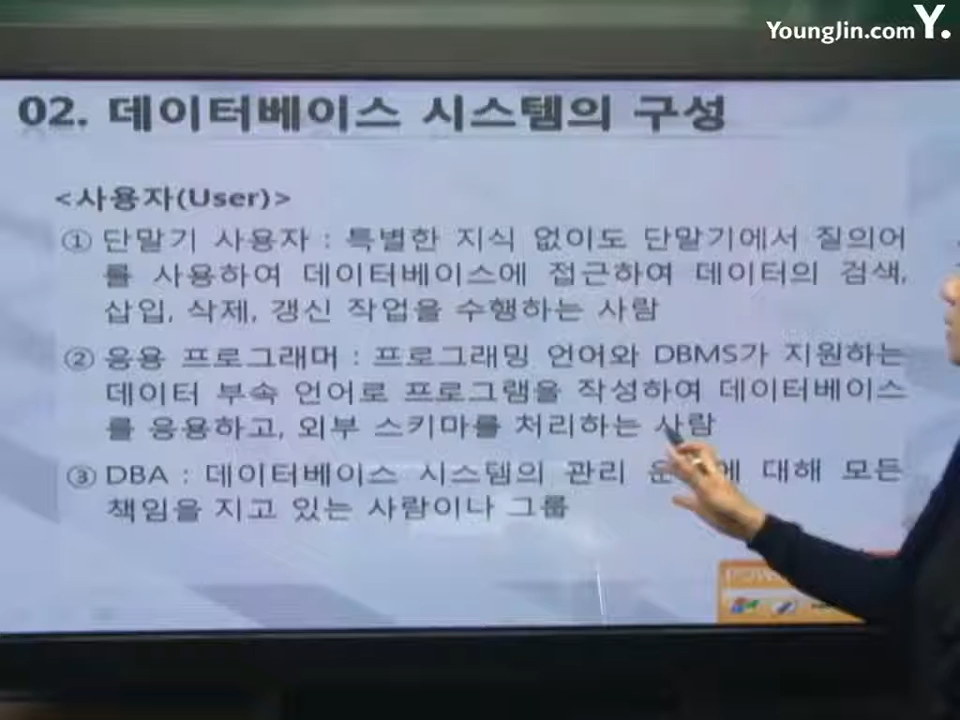 YoungJin.com Y.
02. 데이터베이스 시스템의 구성
<사용자(User)>
① 단말기 사용자 : 특별한 지식 없이도 단말기에서 질의어
를 사용하여 데이터베이스에 접근하여 데이터의 검색,
삽입, 삭제, 갱신 작업을 수행하는 사람
② 응용 프로그래머 : 프로그래밍 언어와 DBMS가 지원하는
데이터 부속 언어로 프로그램을 작성하여 데이터베이스
를 응용하고, 외부 스키마를 처리하는 사람
③ DBA : 데이터베이스 시스템의 관리 운 에 대해 모든
책임을 지고 있는 사람이나 그룹